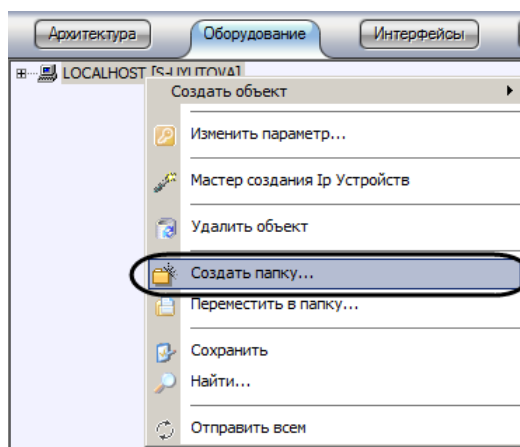 Архитектура Оборудование Интерфейсы
LOCALHOST
Создать объект
Изменить параметр...
Мастер создания Ip Устройств
Удалить объект
Создать папку...
Переместить в папку...
Сохранить
Найти...
Отправить всем